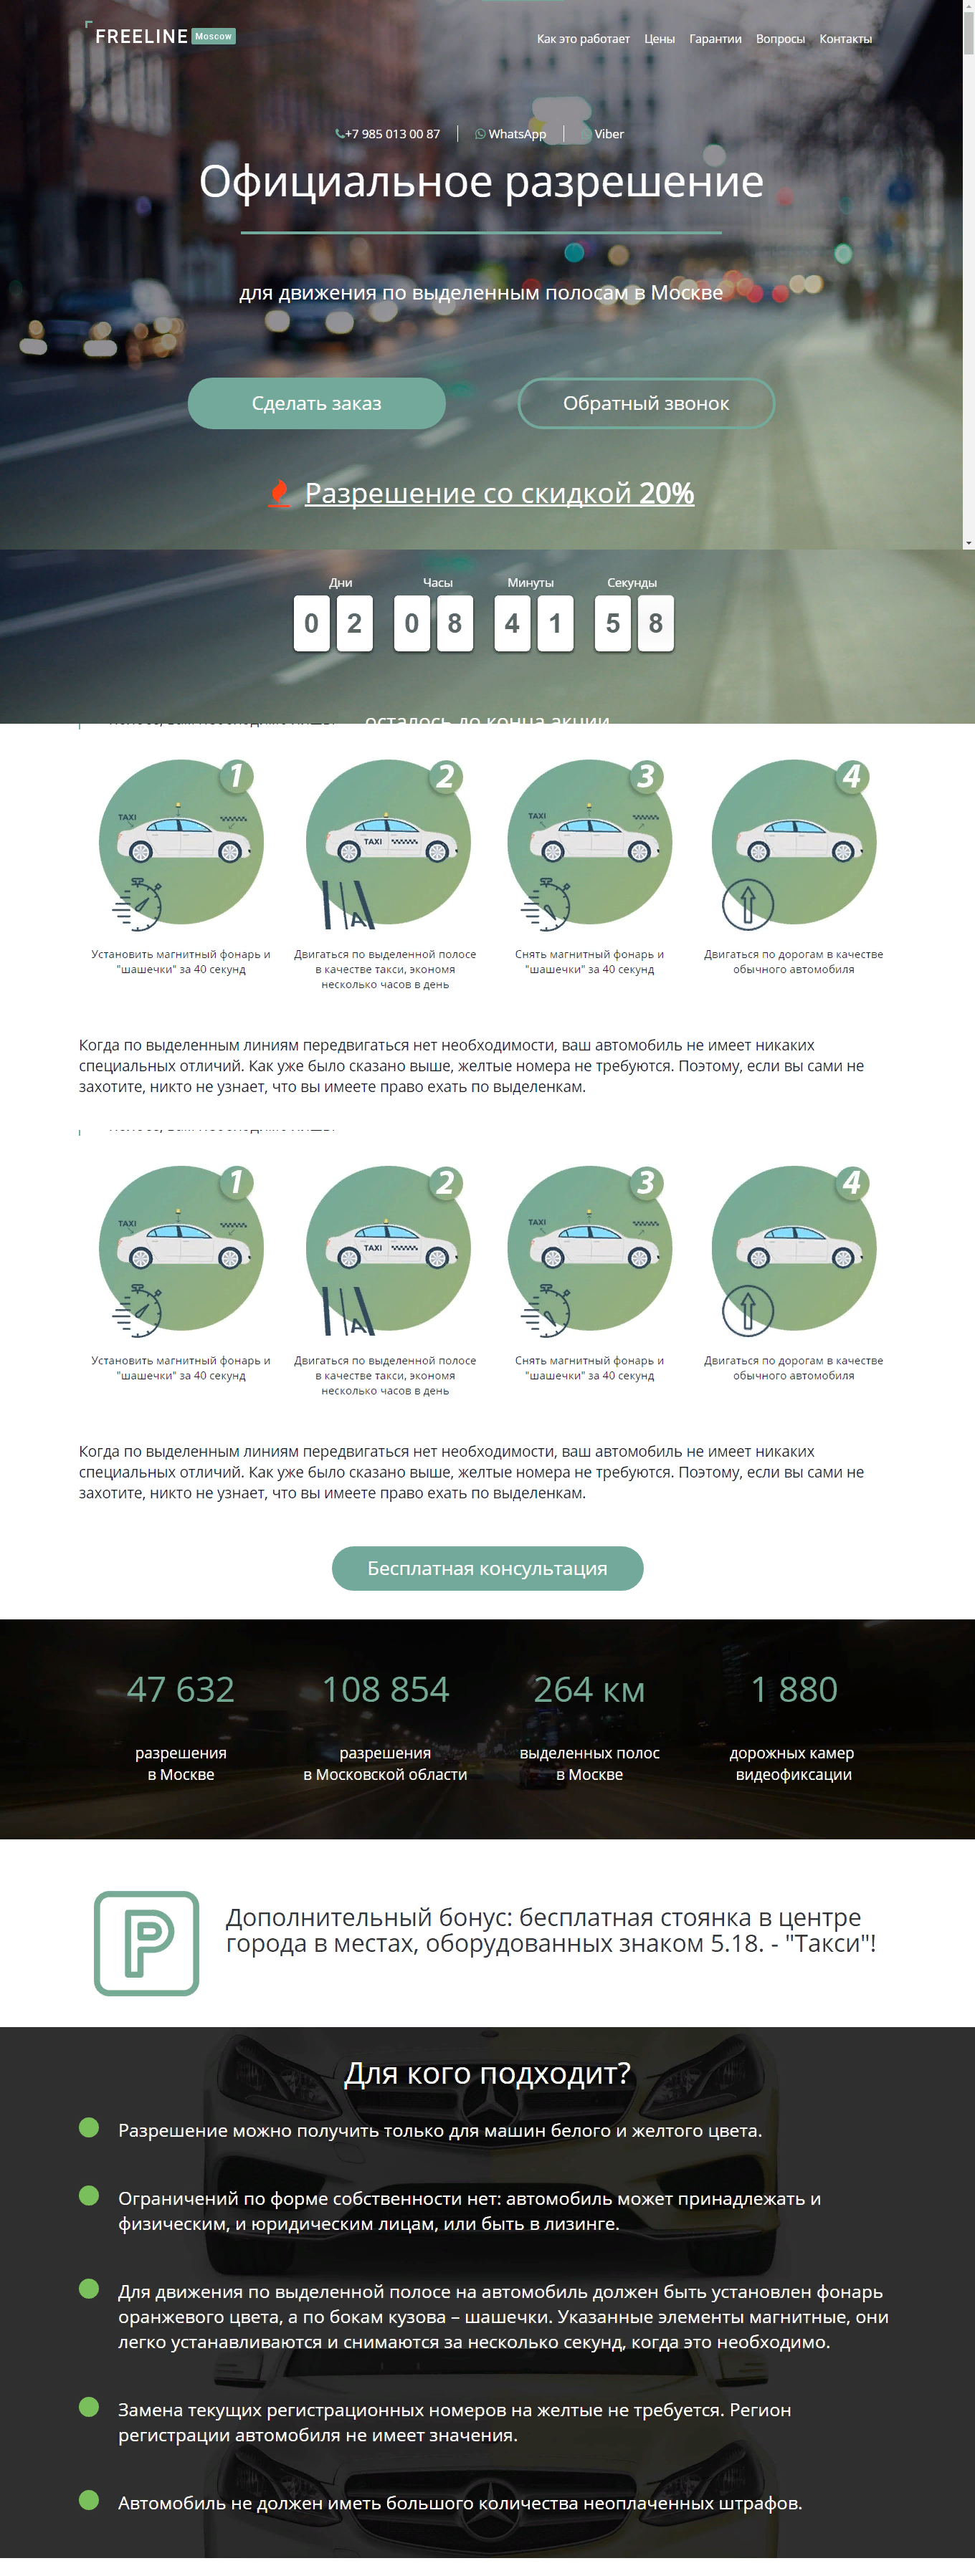 FREELINE Moscow
Как это работает Цены Гарантии Вопросы Контакты
+7 985 013 00 87 WhatsApp Viber
Официальное разрешение
для движения по выделенным полосам в Москве
Сделать заказ Обратный звонок
Разрешение со скидкой 20%
Дни Часы Минуты Секунды
0 2 0 8 4 1 5 8
осталось до конца акции
1 2 3 4
TAXI TAXI TAXI
A
Установить магнитный фонарь и
"шашечки" за 40 секунд
Двигаться по выделенной полосе
в качестве такси, экономя
несколько часов в день
Снять магнитный фонарь и
"шашечки" за 40 секунд
Двигаться по дорогам в качестве
обычного автомобиля
Когда по выделенным линиям передвигаться нет необходимости, ваш автомобиль не имеет никаких
специальных отличий. Как уже было сказано выше, желтые номера не требуются. Поэтому, если вы сами не
захотите, никто не узнает, что вы имеете право ехать по выделенкам.
1 2 3 4
TAXI TAXI TAXI
A
Установить магнитный фонарь и
"шашечки" за 40 секунд
Двигаться по выделенной полосе
в качестве такси, экономя
несколько часов в день
Снять магнитный фонарь и
"шашечки" за 40 секунд
Двигаться по дорогам в качестве
обычного автомобиля
Когда по выделенным линиям передвигаться нет необходимости, ваш автомобиль не имеет никаких
специальных отличий. Как уже было сказано выше, желтые номера не требуются. Поэтому, если вы сами не
захотите, никто не узнает, что вы имеете право ехать по выделенкам.
Бесплатная консультация
47 632
разрешения
в Москве
108 854
разрешения
в Московской области
264 км
выделенных полос
в Москве
1 880
дорожных камер
видеофиксации
P
Дополнительный бонус: бесплатная стоянка в центре
города в местах, оборудованных знаком 5.18. - "Такси"!
Для кого подходит?
Разрешение можно получить только для машин белого и желтого цвета.
Ограничений по форме собственности нет: автомобиль может принадлежать и
физическим, и юридическим лицам, или быть в лизинге.
Для движения по выделенной полосе на автомобиль должен быть установлен фонарь
оранжевого цвета, а по бокам кузова – шашечки. Указанные элементы магнитные, они
легко устанавливаются и снимаются за несколько секунд, когда это необходимо.
Замена текущих регистрационных номеров на желтые не требуется. Регион
регистрации автомобиля не имеет значения.
Автомобиль не должен иметь большого количества неоплаченных штрафов.